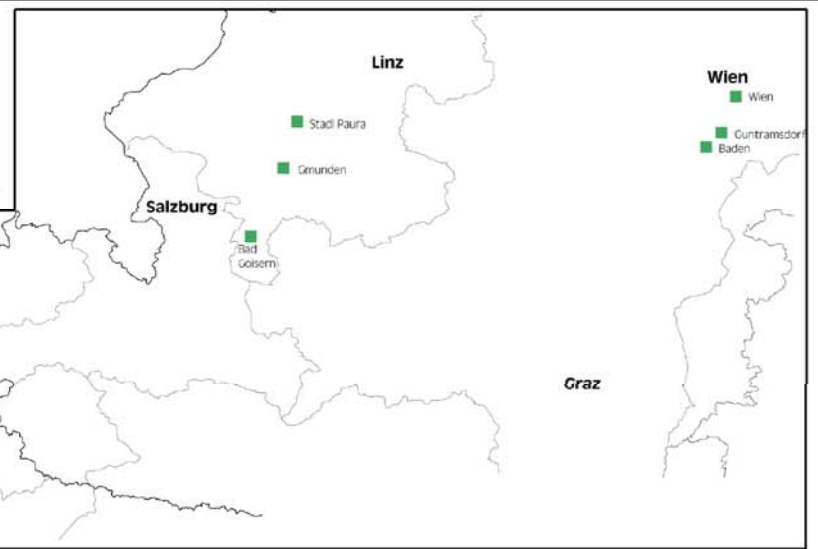 Linz
Wien
Wien
Stadl Paura
Guntramsdorf
Baden
Gmunden
Salzburg
Bad
Goisern
Graz